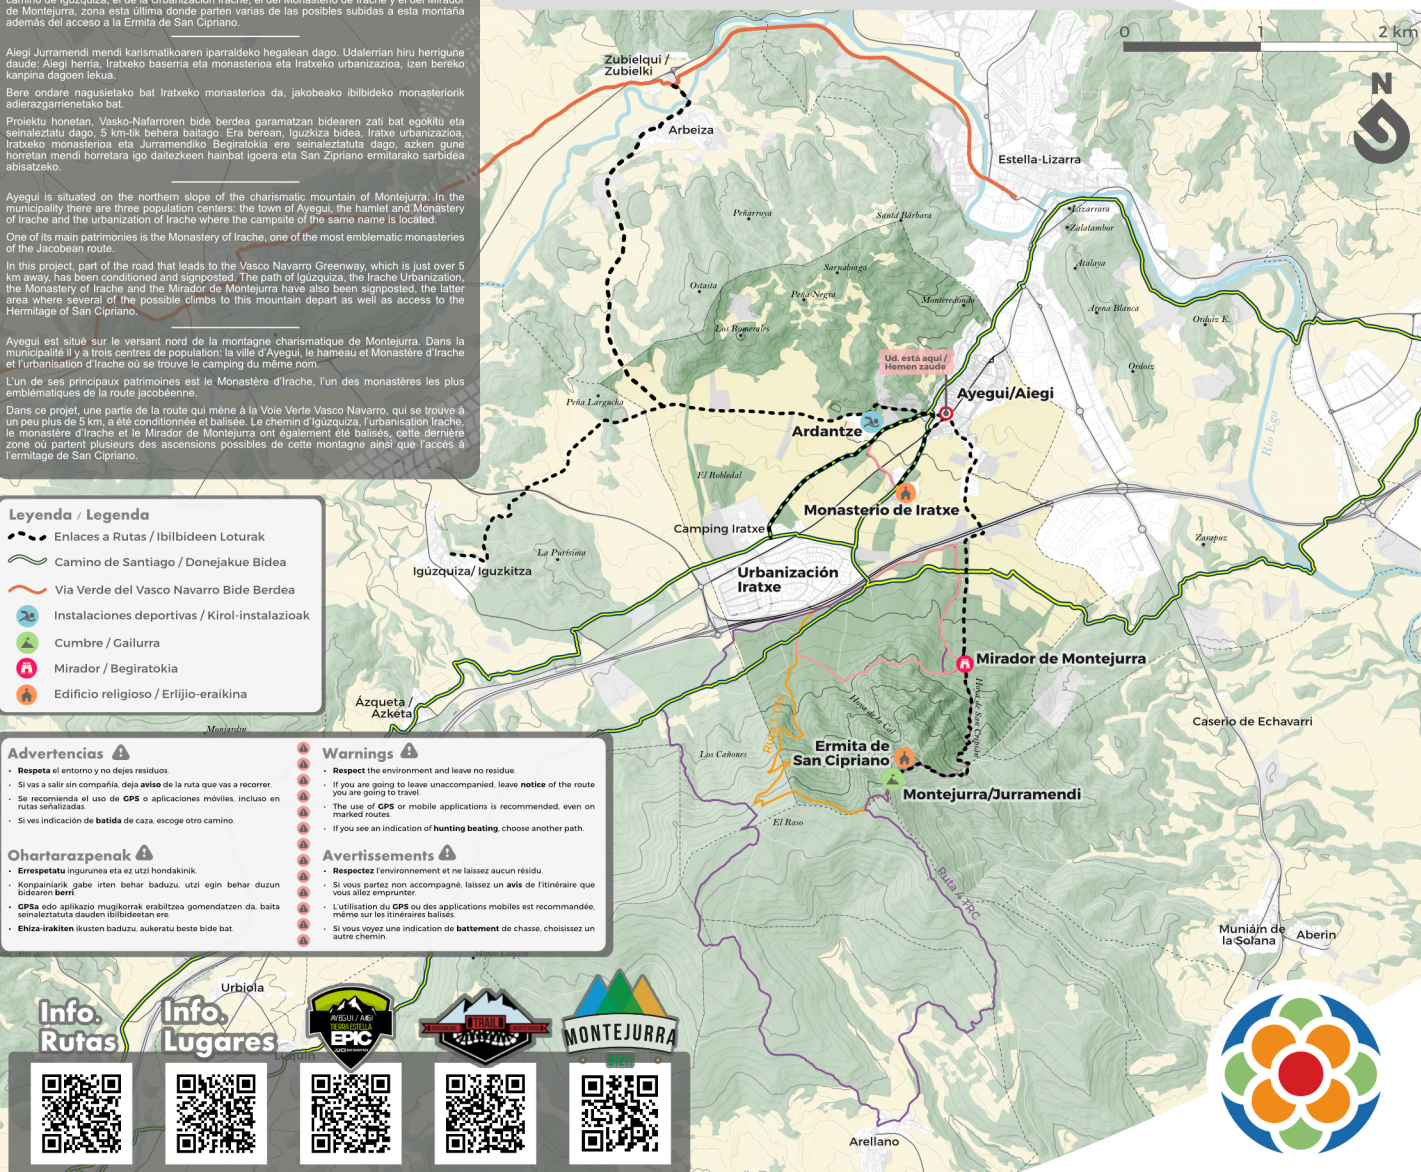 camino de Igúzquiza, el de la Urbanización Irache, el del Monasterio de Irache y el del Mirador
de Montejurra, zona esta última donde parten varias de las posibles subidas a esta montaña
además del acceso a la Ermita de San Cipriano.
Aiegi Jurramendi mendi karismatikoaren iparraldeko hegalean dago. Udalerrian hiru herrigune
daude: Aiegi herria, Iratxeko baserria eta monasterioa eta Iratxeko urbanizazioa, izen bereko
kanpina dagoen lekua.
Bere ondare nagusietako bat Iratxeko monasterioa da, jakobeako ibilbideko monasteriorik
adierazgarrienetako bat.
Proiektu honetan, Vasko-Nafarroren bide berdea garamatzan bidearen zati bat egokitu eta
seinaleztatu dago, 5 km-tik behera baitago. Era berean, Iguzkiza bidea, Iratxe urbanizazioa,
Iratxeko monasterioa eta Jurramendiko Begiratokia ere seinaleztatuta dago, azken gune
horretan mendi horretara igo daitezkeen hainbat igoera eta San Zipriano ermitarako sarbidea
abisatzeko.
Ayegui is situated on the northern slope of the charismatic mountain of Montejurra. In the
municipality there are three population centers: the town of Ayegui, the hamlet and Monastery
of Irache and the urbanization of Irache where the campsite of the same name is located.
One of its main patrimonies is the Monastery of Irache, one of the most emblematic monasteries
of the Jacobean route.
In this project, part of the road that leads to the Vasco Navarro Greenway, which is just over 5
km away, has been conditioned and signposted. The path of Igúzquiza, the Irache Urbanization,
the Monastery of Irache and the Mirador de Montejurra have also been signposted, the latter
area where several of the possible climbs to this mountain depart as well as access to the
Hermitage of San Cipriano.
Ayegui est situé sur le versant nord de la montagne charismatique de Montejurra. Dans la
municipalité il y a trois centres de population: la ville d'Ayegui, le hameau et Monastère d'Irache
et l'urbanisation d'Irache où se trouve le camping du même nom.
L'un de ses principaux patrimoines est le Monastère d'Irache, l'un des monastères les plus
emblématiques de la route jacobéenne.
Dans ce projet, une partie de la route qui mène à la Voie Verte Vasco Navarro, qui se trouve à
un peu plus de 5 km, a été conditionnée et balisée. Le chemin d'Igúzquiza, l'urbanisation Irache,
le monastère d'Irache et le Mirador de Montejurra ont également été balisés, cette dernière
zone où partent plusieurs des ascensions possibles de cette montagne ainsi que l'accès à
l'ermitage de San Cipriano.
0 1 2 km
N
Zubielqui /
Zubielki
Arbeiza
Estella-Lizarra
Lizarrara
Zalatambor
Peñarroya
Santa Bárbara
Atalaya
Sarnabiaga
Ostaita
Peña Negra
Monteredondo
Arena Blanca
Ordoiz E.
Los Romerales
Ordoiz
Ud. está aquí /
Hemen zaude
Ayegui/Aiegi
Peña Largucha
Ardantze
Río Ega
El Robledal
Monasterio de Iratxe
Camping Iratxe
Zarapuz
La Purísima
Igúzquiza/ Iguzkitza
Urbanización
Iratxe
Mirador de Montejurra
Hoya de San Cripián
Hoya de la Cal
Ruta 3 TRC
Ázqueta /
Azketa
Caserio de Echavarri
Monjardín
Los Cañones
Ermita de
San Cipriano
Montejurra/Jurramendi
El Raso
Ruta 4 TRC
Muniáin de
la Solana
Aberin
Urbiola
Luquin
Arellano
Leyenda / Legenda
Enlaces a Rutas / Ibilbideen Loturak
Camino de Santiago / Donejakue Bidea
Via Verde del Vasco Navarro Bide Berdea
Instalaciones deportivas / Kirol-instalazioak
Cumbre / Gailurra
Mirador / Begiratokia
Edificio religioso / Erlijio-eraikina
Advertencias
· Respeta el entorno y no dejes residuos.
· Si vas a salir sin compañia, deja aviso de la ruta que vas a recorrer.
· Se recomienda el uso de GPS o aplicaciones móviles, incluso en
rutas señalizadas.
· Si ves indicación de batida de caza, escoge otro camino.
Warnings
· Respect the environment and leave no residue.
· If you are going to leave unaccompanied, leave notice of the route
you are going to travel.
· The use of GPS or mobile applications is recommended, even on
marked routes.
· If you see an indication of hunting beating, choose another path.
Ohartarazpenak
· Errespetatu ingurunea eta ez utzi hondakinik.
· Konpainiarik gabe irten behar baduzu, utzi egin behar duzun
bidearen berri.
· GPSa edo aplikazio mugikorrak erabiltzea gomendatzen da, baita
seinaleztatuta dauden ibilbideetan ere.
· Ehiza-irakiten ikusten baduzu, aukeratu beste bide bat.
Avertissements
· Respectez l'environnement et ne laissez aucun résidu.
· Si vous partez non accompagné, laissez un avis de l'itinéraire que
vous allez emprunter.
· L'utilisation du GPS ou des applications mobiles est recommandée,
même sur les itinéraires balisés.
· Si vous voyez une indication de battement de chasse, choisissez un
autre chemin.
Info.
Rutas
Info.
Lugares
AYEGUI / AIEGI
TIERRA ESTELLA
EPIC
TRAIL
MONTEJURRA
BIZI!